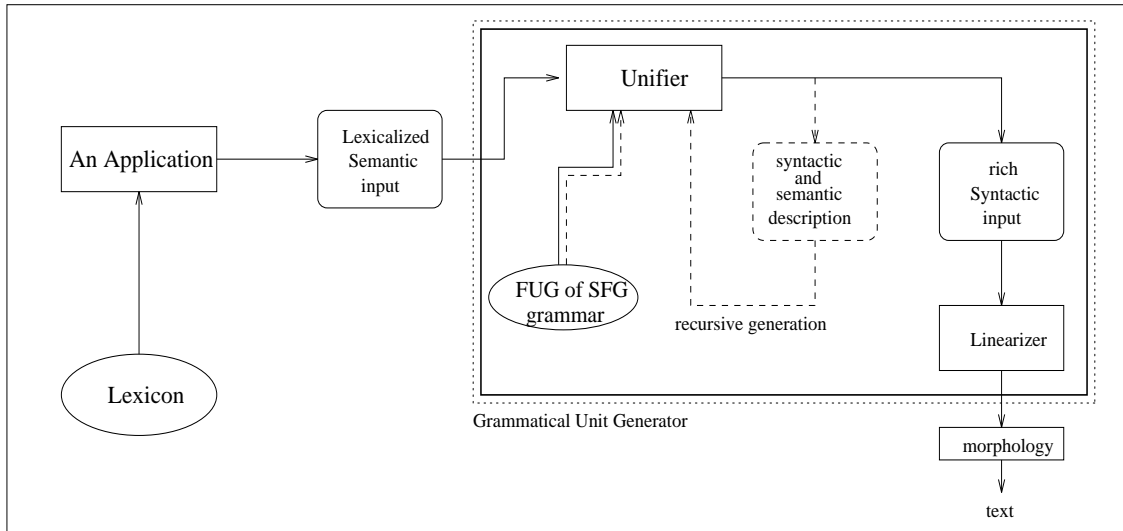 An Application
Lexicon
Lexicalized
Semantic
input
Unifier
FUG of SFG
grammar
syntactic
and
semantic
description
recursive generation
rich
Syntactic
input
Linearizer
Grammatical Unit Generator
morphology
text